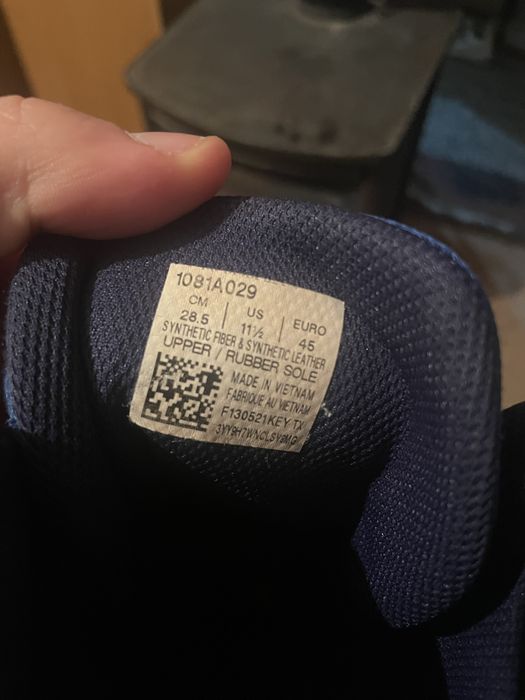 1081A029
CM | US | EURO
28.5 | 11½ | 45
SYNTHETIC FIBER & SYNTHETIC LEATHER
UPPER / RUBBER SOLE
MADE IN VIETNAM
FABRIQUE AU VIETNAM
F130521KEY TX